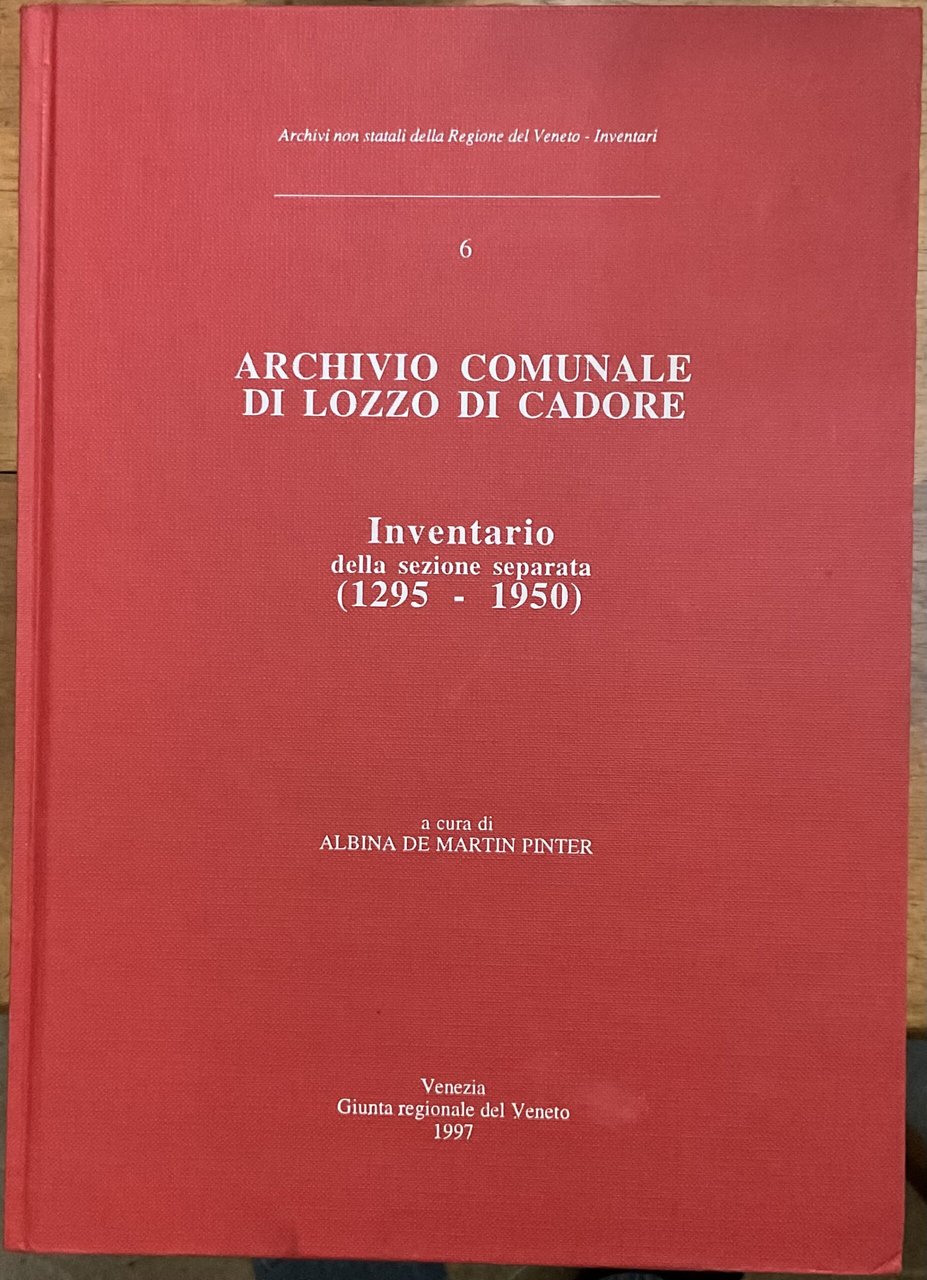 Archivi non statali della Regione del Veneto - Inventari
6
ARCHIVIO COMUNALE
DI LOZZO DI CADORE
Inventario
della sezione separata
(1295 - 1950)
a cura di
ALBINA DE MARTIN PINTER
Venezia
Giunta regionale del Veneto
1997